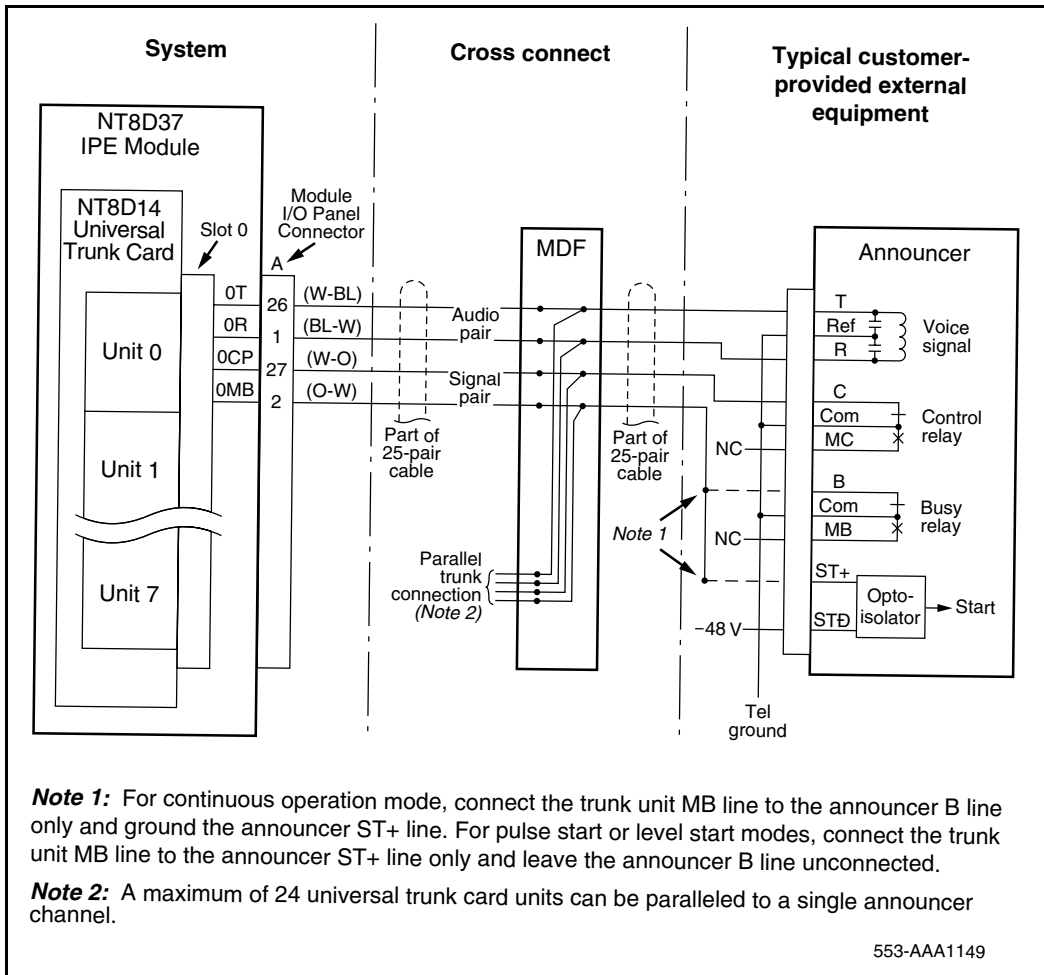 System
Cross connect
Typical customer-
provided external
equipment
NT8D37
IPE Module
NT8D14
Universal
Trunk Card
Slot 0
Module
I/O Panel
Connector
A
MDF
Announcer
Unit 0
Unit 1
Unit 7
0T
0R
0CP
0MB
26
1
27
2
(W-BL)
(BL-W)
(W-O)
(O-W)
Audio
pair
Signal
pair
Part of
25-pair
cable
Part of
25-pair
cable
Parallel
trunk
connection
(Note 2)
Note 1
NC
NC
−48 V
Tel
ground
T
Ref
R
Voice
signal
C
Com
MC
Control
relay
B
Com
MB
Busy
relay
ST+
STÐ
Opto-
isolator
Start
Note 1: For continuous operation mode, connect the trunk unit MB line to the announcer B line
only and ground the announcer ST+ line. For pulse start or level start modes, connect the trunk
unit MB line to the announcer ST+ line only and leave the announcer B line unconnected.
Note 2: A maximum of 24 universal trunk card units can be paralleled to a single announcer
channel.
553-AAA1149